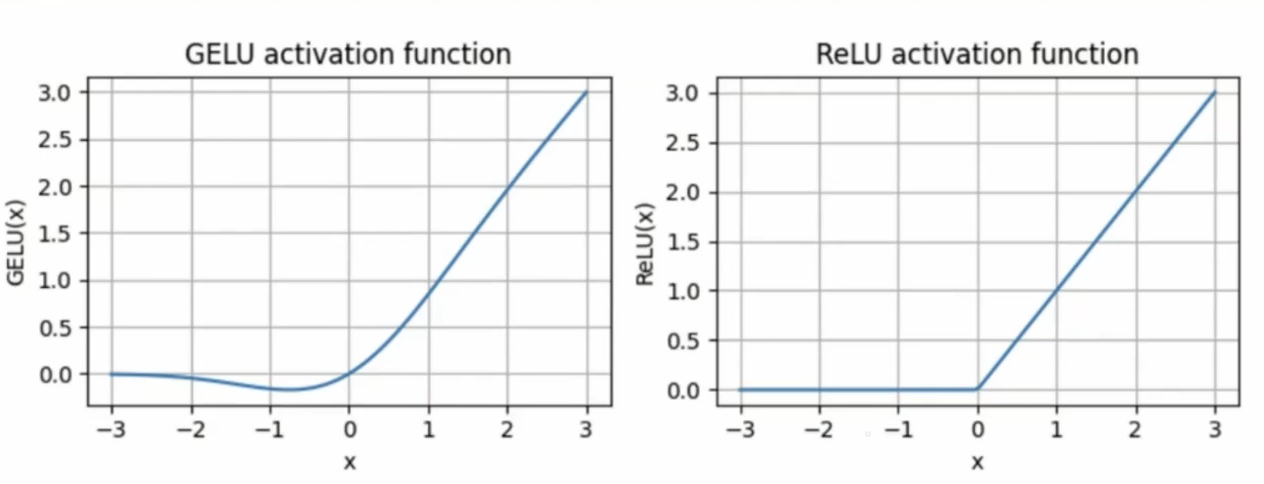 GELU activation function
GELU(x)
3.0
2.5
2.0
1.5
1.0
0.5
0.0
−3 −2 −1 0 1 2 3
x
ReLU activation function
ReLU(x)
3.0
2.5
2.0
1.5
1.0
0.5
0.0
−3 −2 −1 0 1 2 3
x